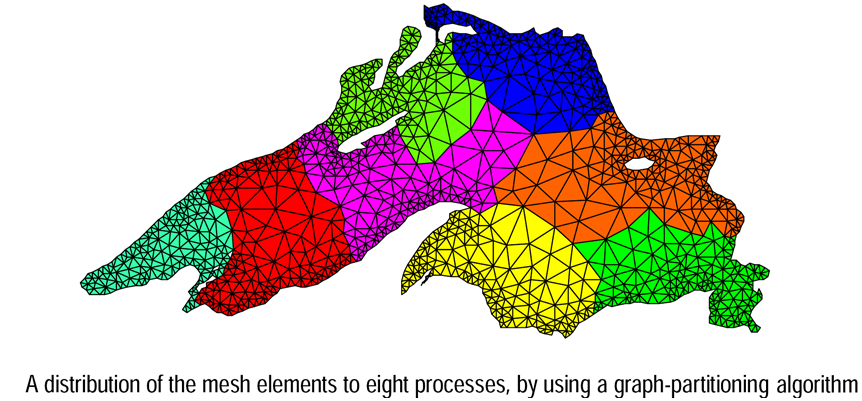 A distribution of the mesh elements to eight processes, by using a graph-partitioning algorithm